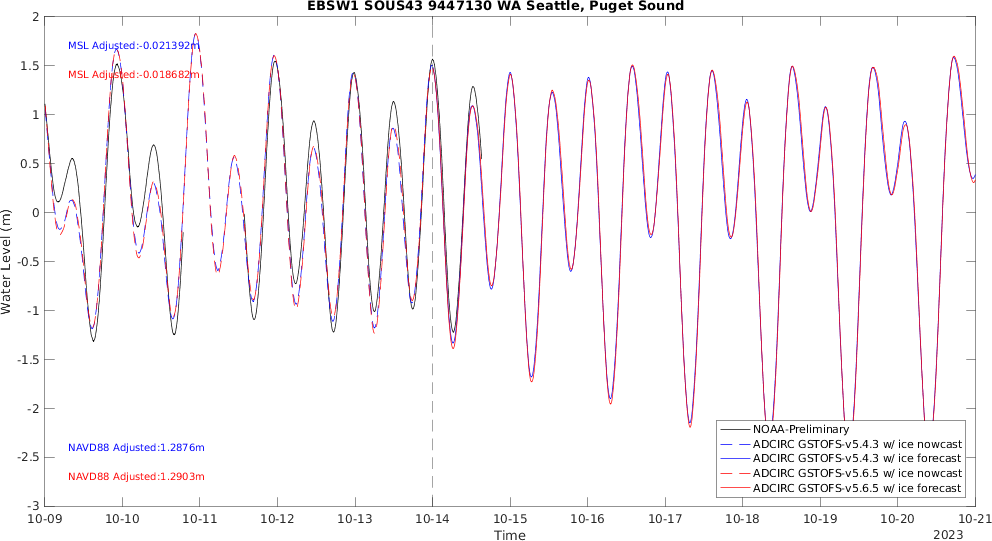 EBSW1 SOUS43 9447130 WA Seattle, Puget Sound
MSL Adjusted:-0.021392m
MSL Adjusted:-0.018682m
NAVD88 Adjusted:1.2876m
NAVD88 Adjusted:1.2903m
Water Level (m)
2
1.5
1
0.5
0
-0.5
-1
-1.5
-2
-2.5
-3
NOAA-Preliminary
ADCIRC GSTOFS-v5.4.3 w/ ice nowcast
ADCIRC GSTOFS-v5.4.3 w/ ice forecast
ADCIRC GSTOFS-v5.6.5 w/ ice nowcast
ADCIRC GSTOFS-v5.6.5 w/ ice forecast
10-09 10-10 10-11 10-12 10-13 10-14 10-15 10-16 10-17 10-18 10-19 10-20 10-21
Time
2023